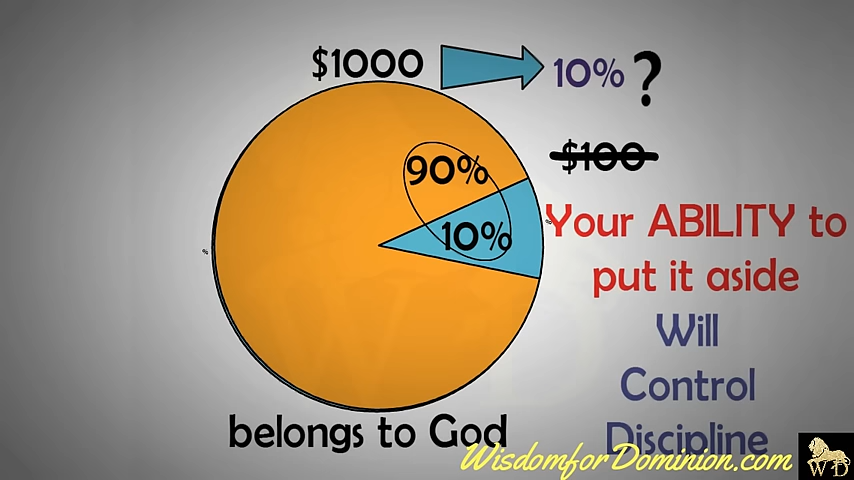 $1000
10%?
90%
10%
$100
Your ABILITY to
put it aside
Will
Control
Discipline
belongs to God
WisdomforDominion.com
WD
%
%